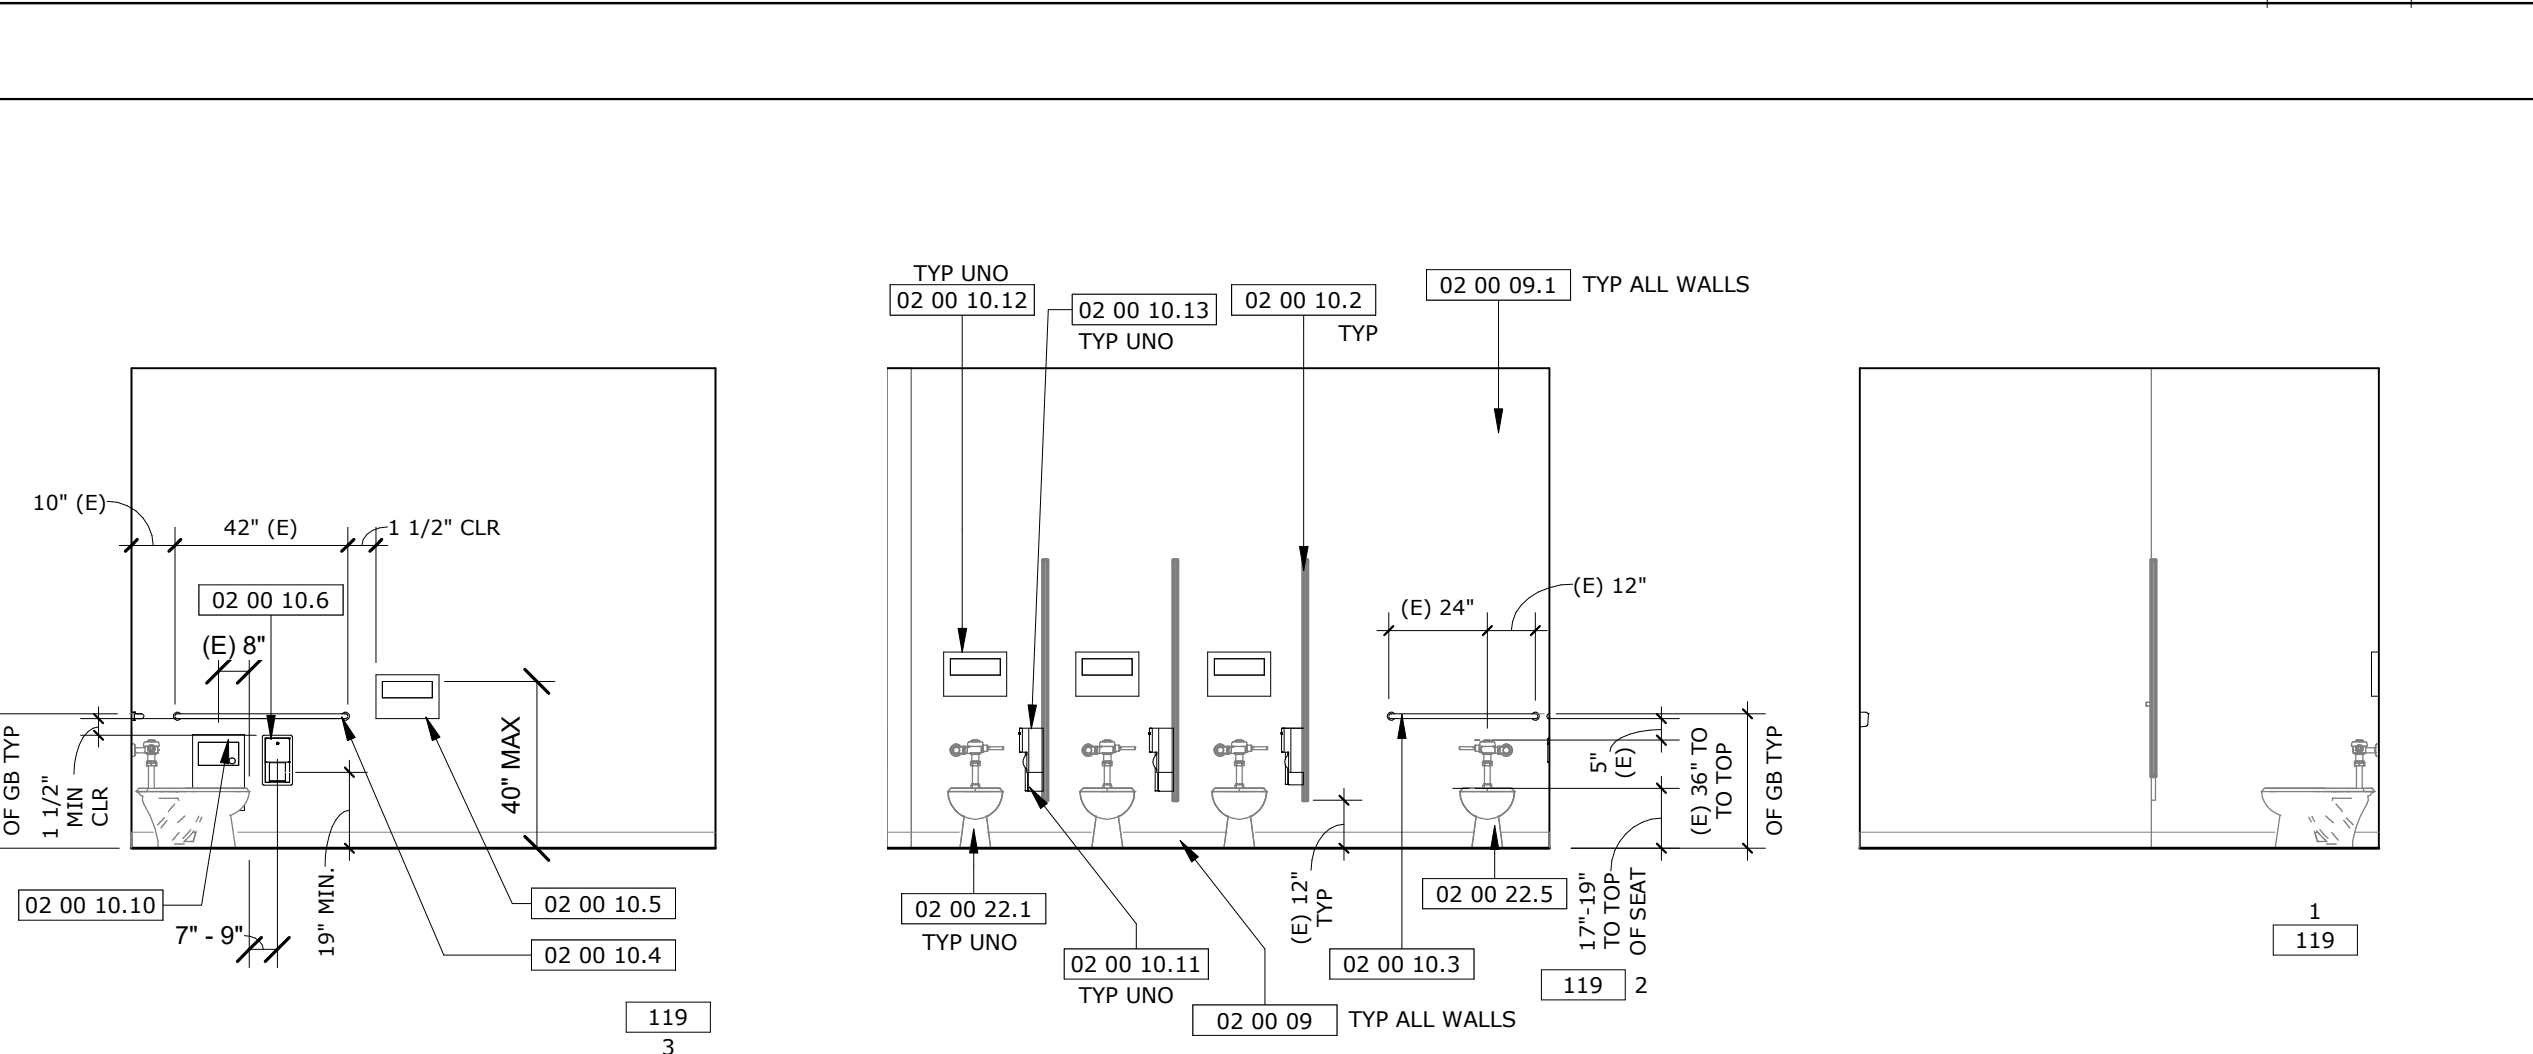 10" (E)
42" (E)
1 1/2" CLR
02 00 10.6
(E) 8"
OF GB TYP
1 1/2"
MIN
CLR
40" MAX
19" MIN.
02 00 10.10
7" - 9"
02 00 10.5
02 00 10.4
119
3
TYP UNO
02 00 10.12
02 00 10.13
TYP UNO
02 00 10.2
TYP
02 00 09.1 TYP ALL WALLS
(E) 24"
(E) 12"
5"
(E)
(E) 36" TO
TO TOP
OF GB TYP
02 00 22.1
TYP UNO
02 00 10.11
TYP UNO
(E) 12"
TYP
02 00 22.5
17"-19"
TO TOP
OF SEAT
02 00 10.3
02 00 09 TYP ALL WALLS
119 2
1
119